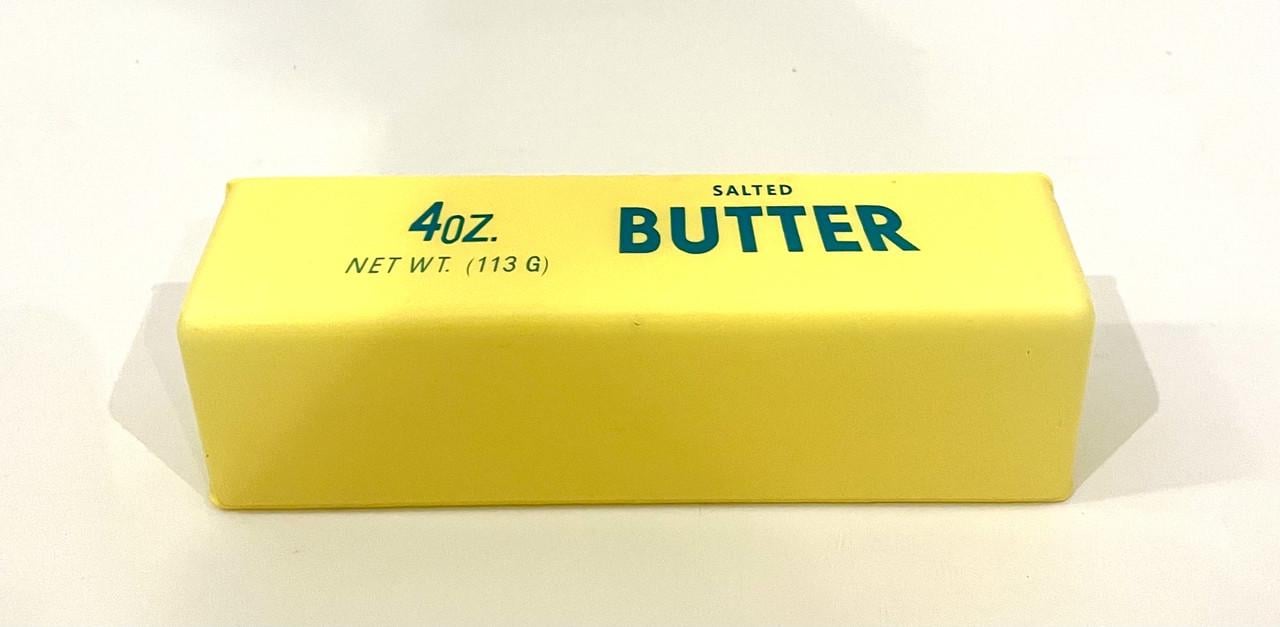 4OZ.
NET WT. (113 G)
SALTED
BUTTER